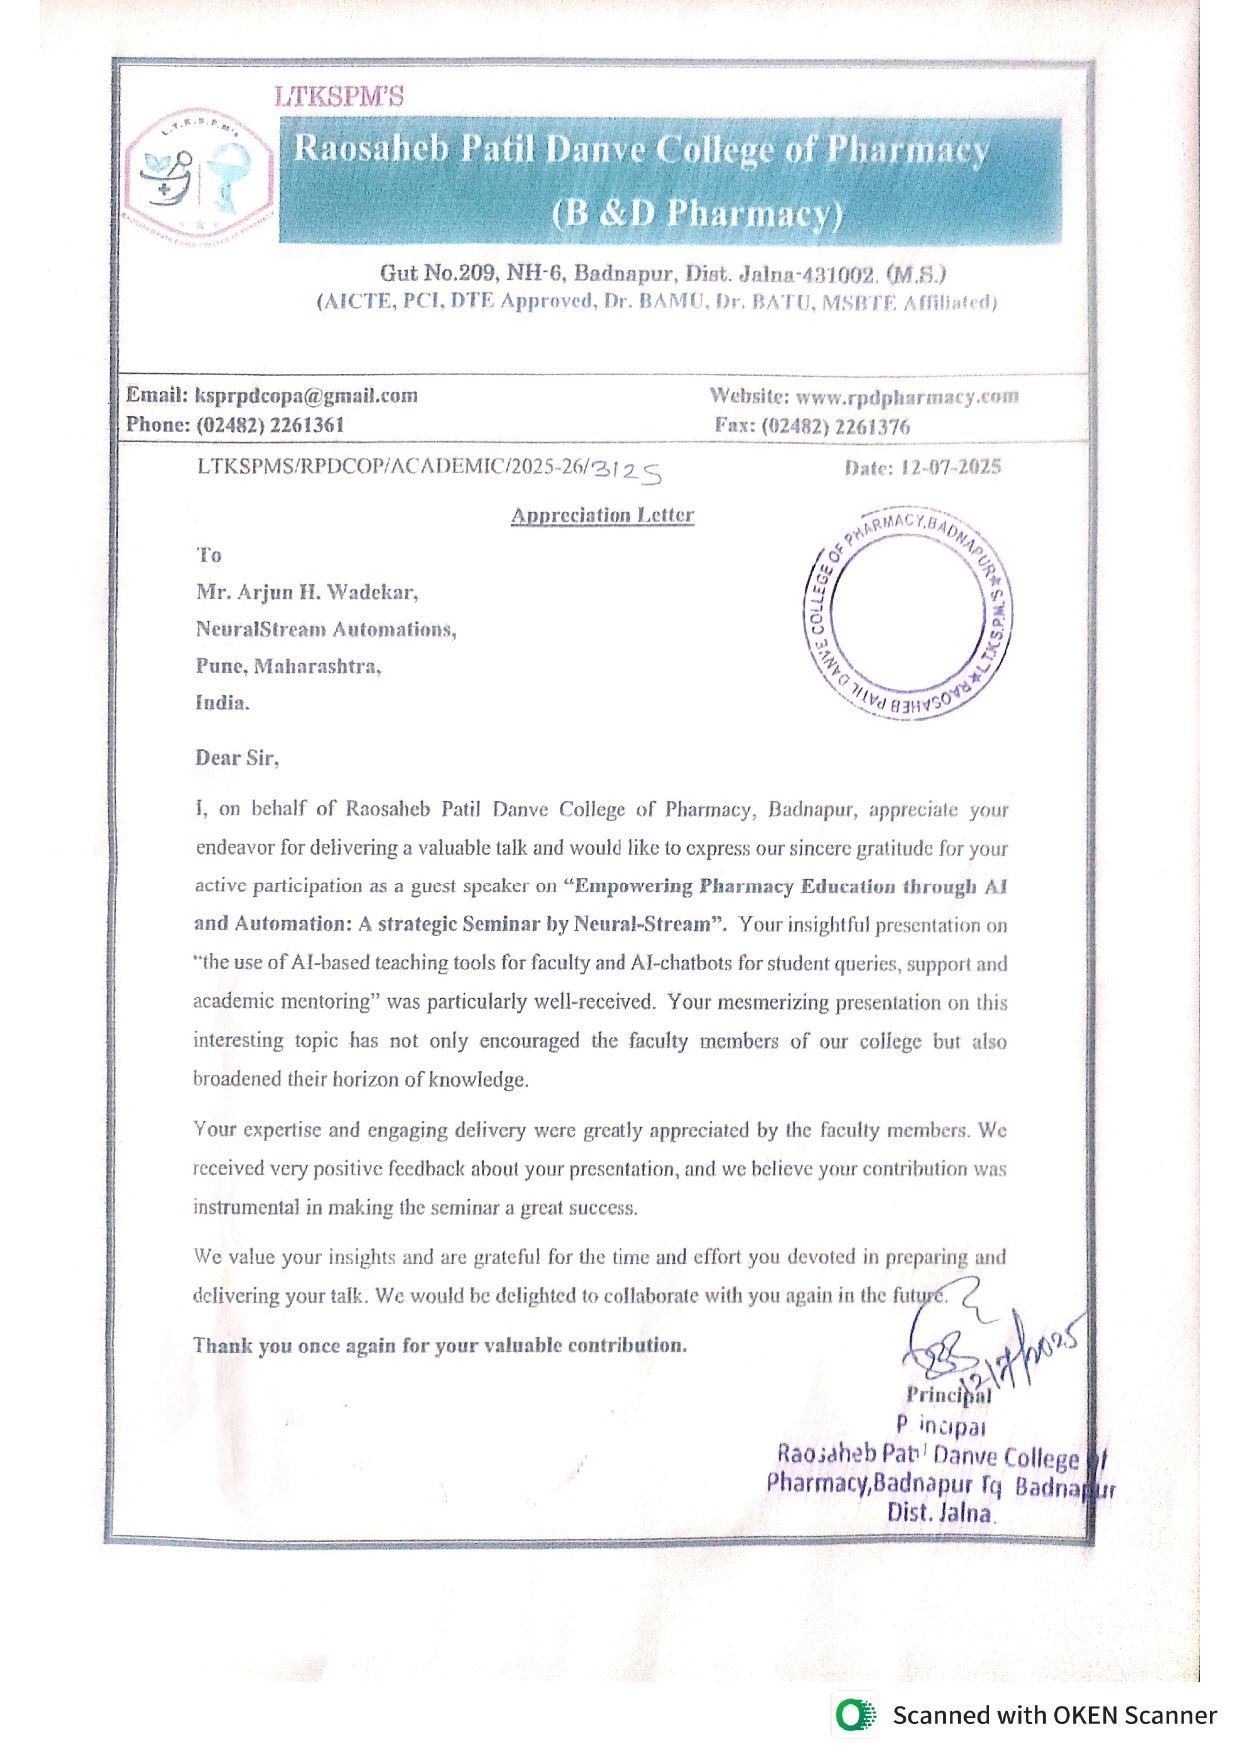 LTKSPM'S
L.T.K.S.P.M's
Raosaheb Patil Danve College of Pharmacy
(B &D Pharmacy)
RAOSAHEB PATIL DANVE COLLEGE OF PHARMACY
Gut No.209, NH-6, Badnapur, Dist. Jalna-431002. (M.S.)
(AICTE, PCI, DTE Approved, Dr. BAMU, Dr. BATU, MSBTE Affiliated)
Email: ksprpdcopa@gmail.com Website: www.rpdpharmacy.com
Phone: (02482) 2261361 Fax: (02482) 2261376
LTKSPMS/RPDCOP/ACADEMIC/2025-26/3125 Date: 12-07-2025
Appreciation Letter
L.T.K.S.P.M.'S. ★ RAOSAHEB PATIL DANVE COLLEGE OF PHARMACY,BADNAPUR ★
To
Mr. Arjun H. Wadekar,
NeuralStream Automations,
Pune, Maharashtra,
India.
Dear Sir,
I, on behalf of Raosaheb Patil Danve College of Pharmacy, Badnapur, appreciate your
endeavor for delivering a valuable talk and would like to express our sincere gratitude for your
active participation as a guest speaker on “Empowering Pharmacy Education through AI
and Automation: A strategic Seminar by Neural-Stream”. Your insightful presentation on
“the use of AI-based teaching tools for faculty and AI-chatbots for student queries, support and
academic mentoring” was particularly well-received. Your mesmerizing presentation on this
interesting topic has not only encouraged the faculty members of our college but also
broadened their horizon of knowledge.
Your expertise and engaging delivery were greatly appreciated by the faculty members. We
received very positive feedback about your presentation, and we believe your contribution was
instrumental in making the seminar a great success.
We value your insights and are grateful for the time and effort you devoted in preparing and
delivering your talk. We would be delighted to collaborate with you again in the future.
Thank you once again for your valuable contribution.
12/7/2025
Principal
P incipal
Raosaheb Patil Danve College of
Pharmacy,Badnapur Tq Badnapur
Dist. Jalna.
Scanned with OKEN Scanner